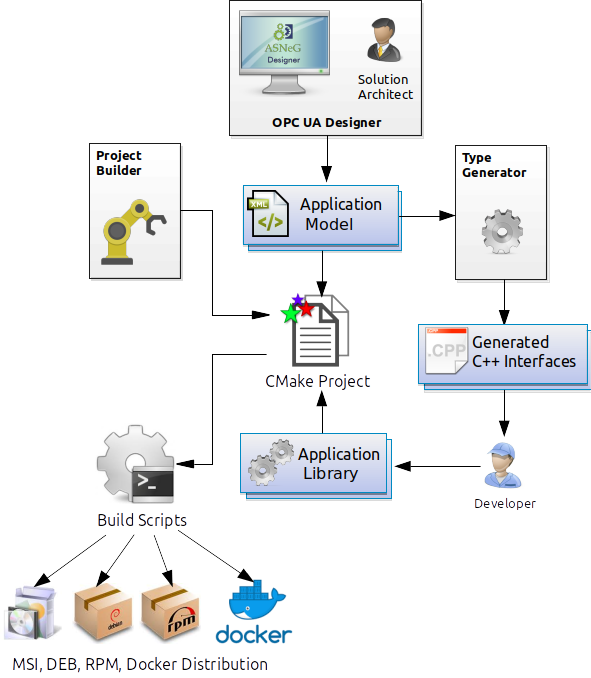 ASNeG
Designer
Solution
Architect
OPC UA Designer
Project
Builder
Type
Generator
XML
</>
Application
Model
CMake Project
CPP
.CPP
Generated
C++ Interfaces
Application
Library
Developer
>_
Build Scripts
debian
rpm
docker
MSI, DEB, RPM, Docker Distribution